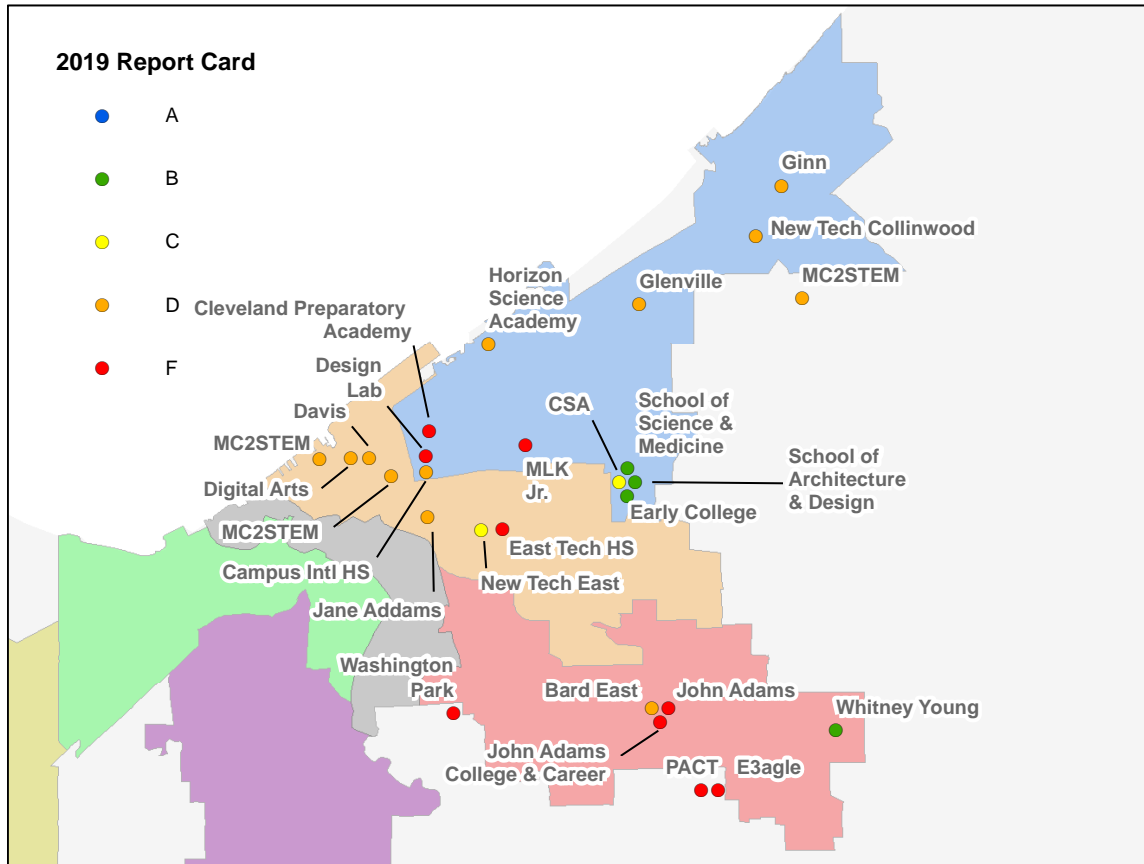 2019 Report Card
A
B
C
D
F
Ginn
New Tech Collinwood
MC2STEM
Glenville
Horizon
Science
Academy
Cleveland Preparatory
Academy
Design
Lab
Davis
MC2STEM
Digital Arts
MC2STEM
Campus Intl HS
Jane Addams
CSA
School of
Science &
Medicine
MLK
Jr.
School of
Architecture
& Design
Early College
East Tech HS
New Tech East
Washington
Park
Bard East
John Adams
Whitney Young
John Adams
College & Career
PACT
E3agle